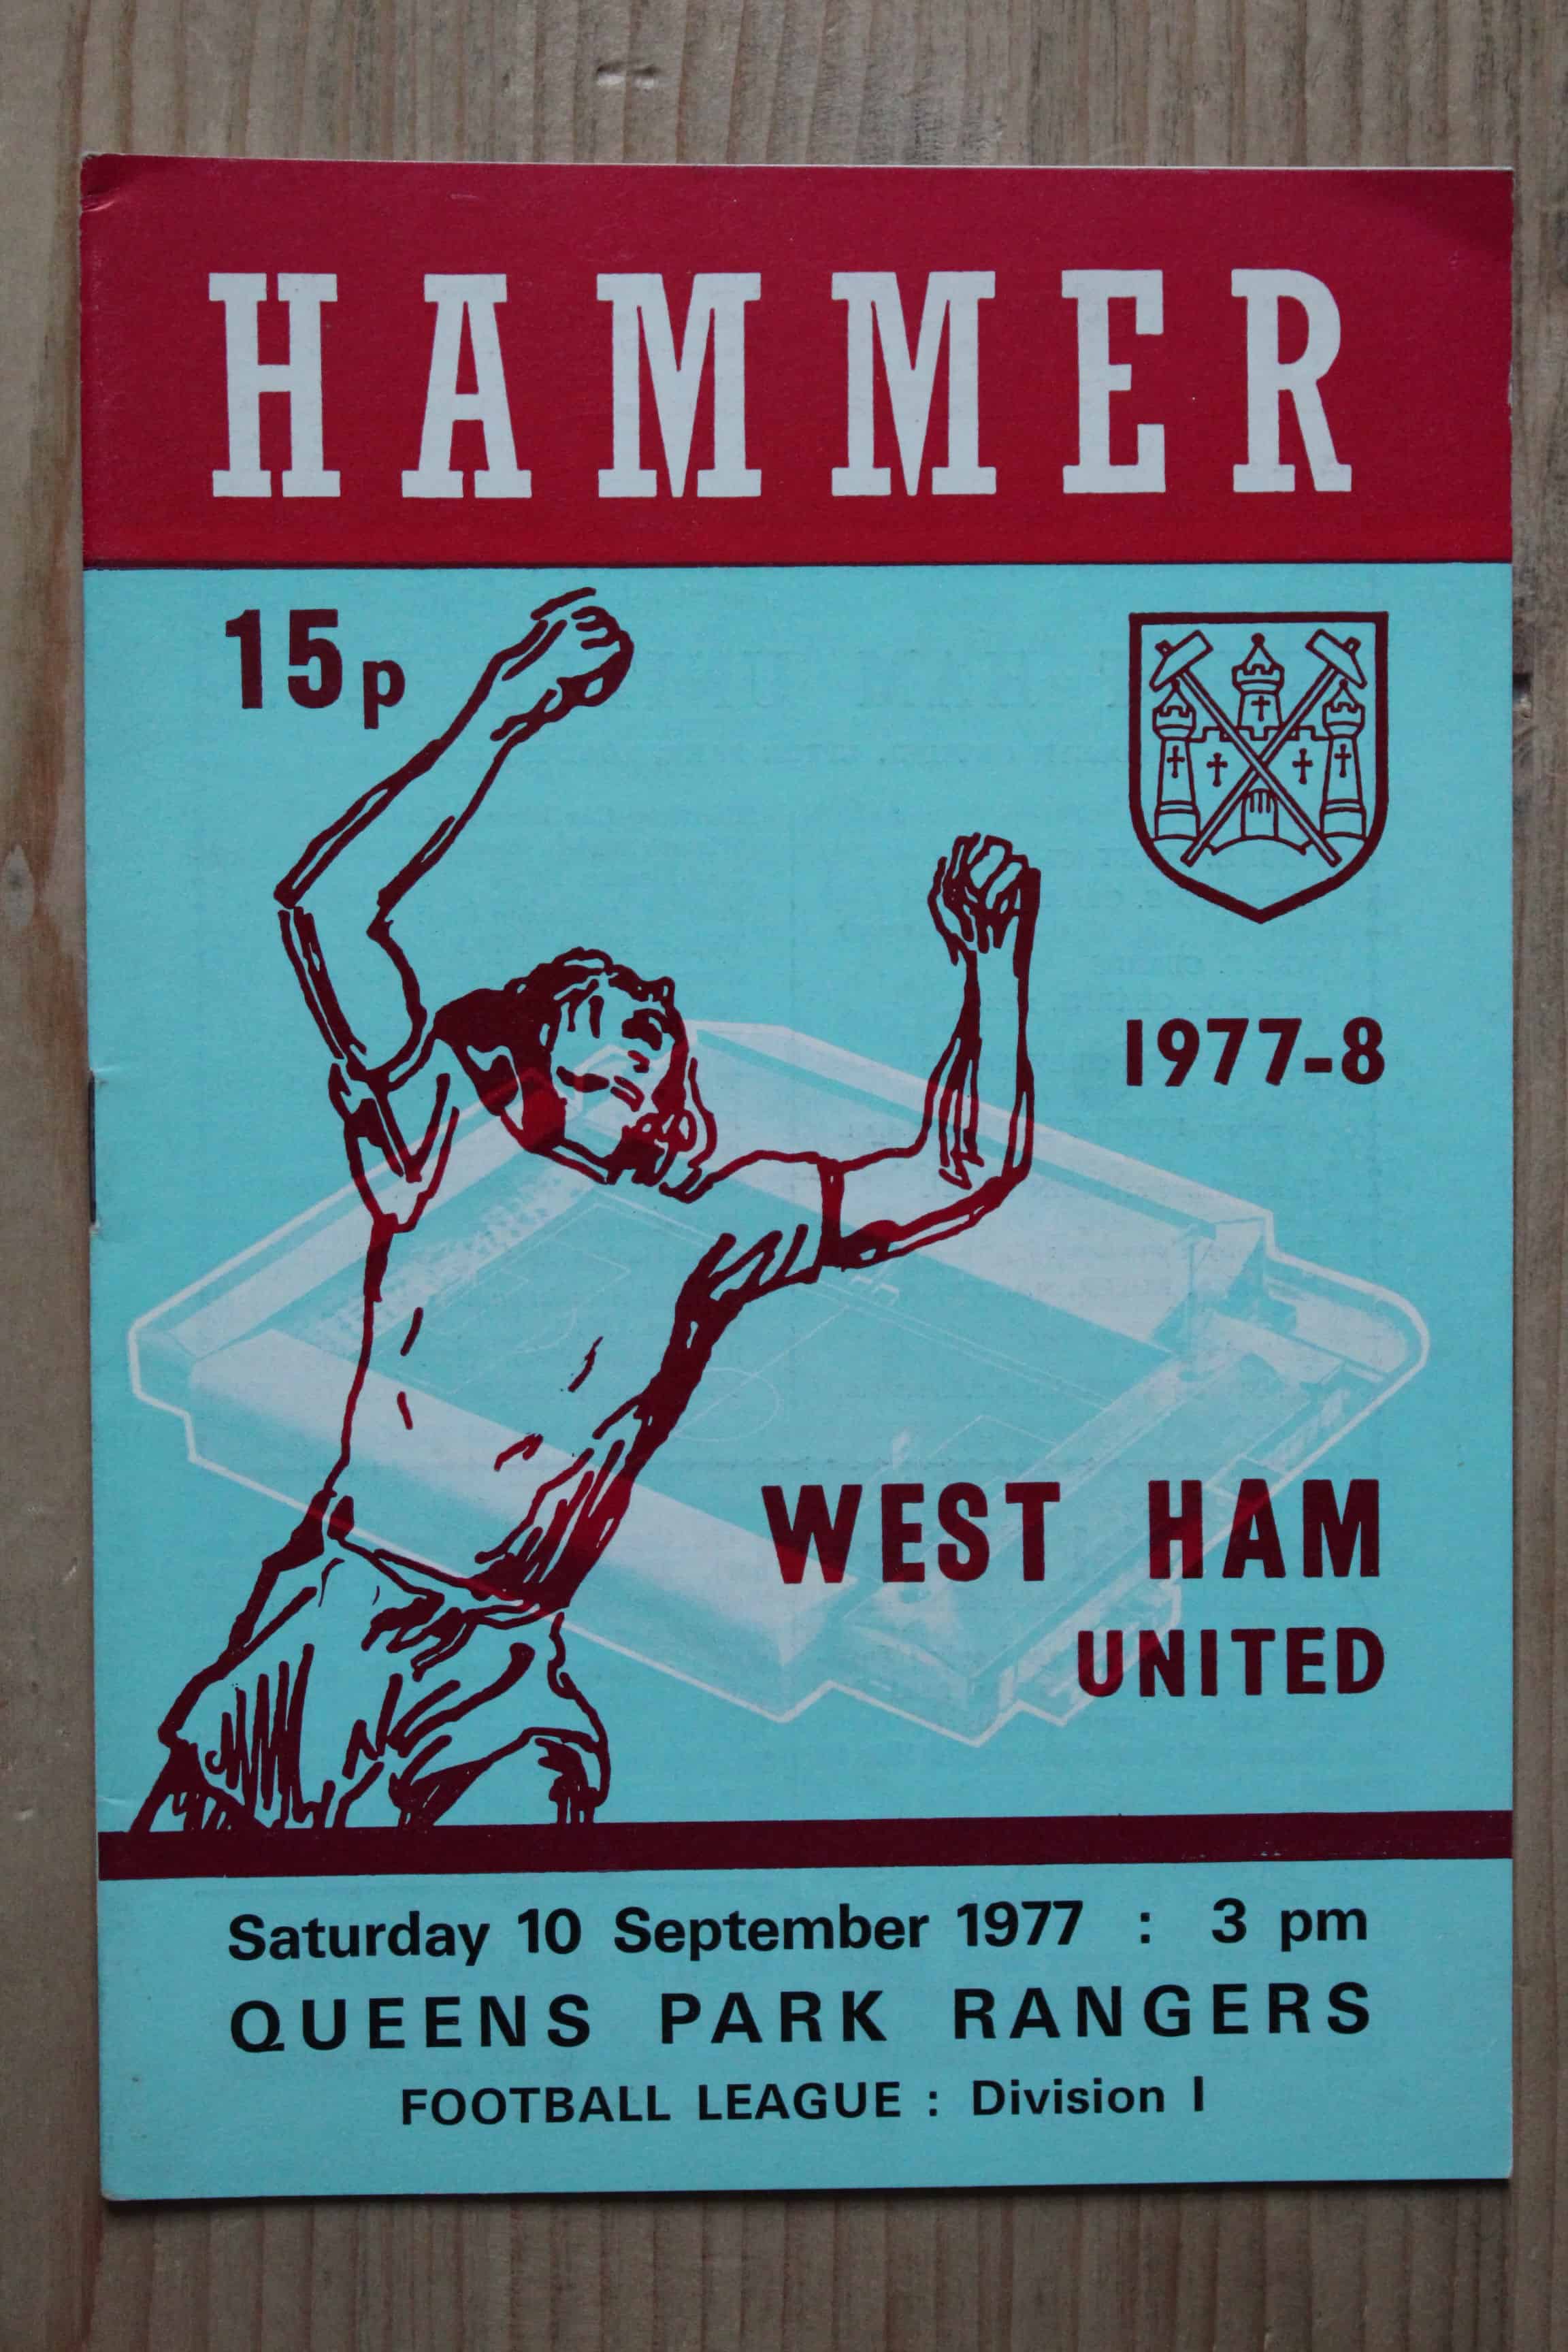 HAMMER
15p
1977-8
WEST HAM
UNITED
Saturday 10 September 1977 : 3 pm
QUEENS PARK RANGERS
FOOTBALL LEAGUE : Division I